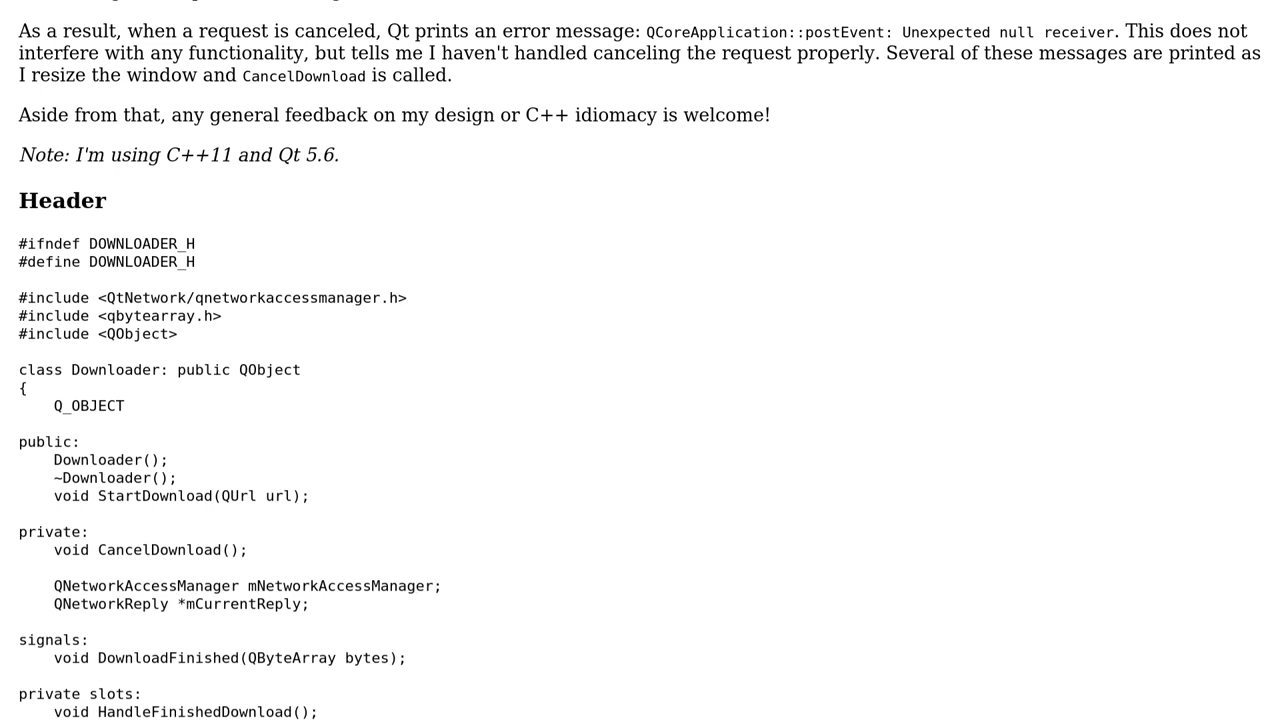 As a result, when a request is canceled, Qt prints an error message: QCoreApplication::postEvent: Unexpected null receiver. This does not
interfere with any functionality, but tells me I haven't handled canceling the request properly. Several of these messages are printed as
I resize the window and CancelDownload is called.
Aside from that, any general feedback on my design or C++ idiomacy is welcome!
Note: I'm using C++11 and Qt 5.6.
Header
#ifndef DOWNLOADER_H
#define DOWNLOADER_H
#include <QtNetwork/qnetworkaccessmanager.h>
#include <qbytearray.h>
#include <QObject>
class Downloader: public QObject
{
    Q_OBJECT
public:
    Downloader();
    ~Downloader();
    void StartDownload(QUrl url);
private:
    void CancelDownload();
    QNetworkAccessManager mNetworkAccessManager;
    QNetworkReply *mCurrentReply;
signals:
    void DownloadFinished(QByteArray bytes);
private slots:
    void HandleFinishedDownload();